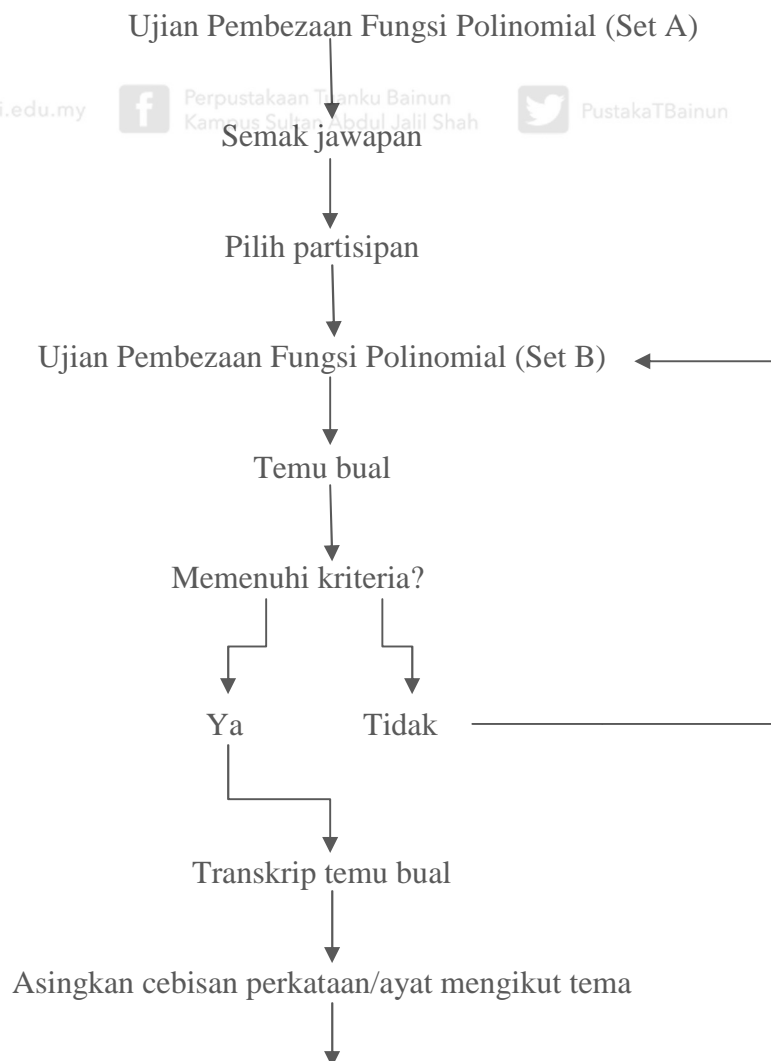 Ujian Pembezaan Fungsi Polinomial (Set A)
i.edu.my
Perpustakaan Tuanku Bainun
Kampus Sultan Abdul Jalil Shah
PustakaTBainun
Semak jawapan
Pilih partisipan
Ujian Pembezaan Fungsi Polinomial (Set B)
Temu bual
Memenuhi kriteria?
Ya
Tidak
Transkrip temu bual
Asingkan cebisan perkataan/ayat mengikut tema